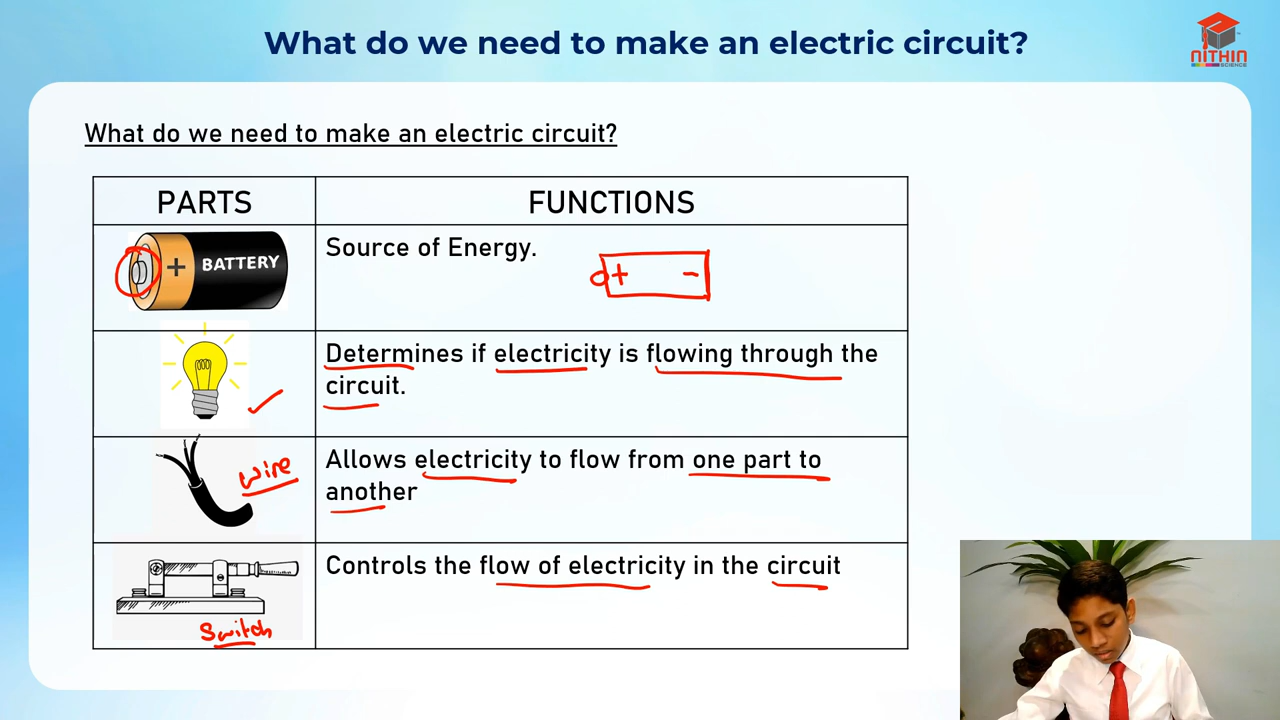 What do we need to make an electric circuit?
NITHIN
SCIENCE
What do we need to make an electric circuit?
PARTS
FUNCTIONS
+ BATTERY
Source of Energy.
+ -
Determines if electricity is flowing through the
circuit.
wire
Allows electricity to flow from one part to
another
Switch
Controls the flow of electricity in the circuit